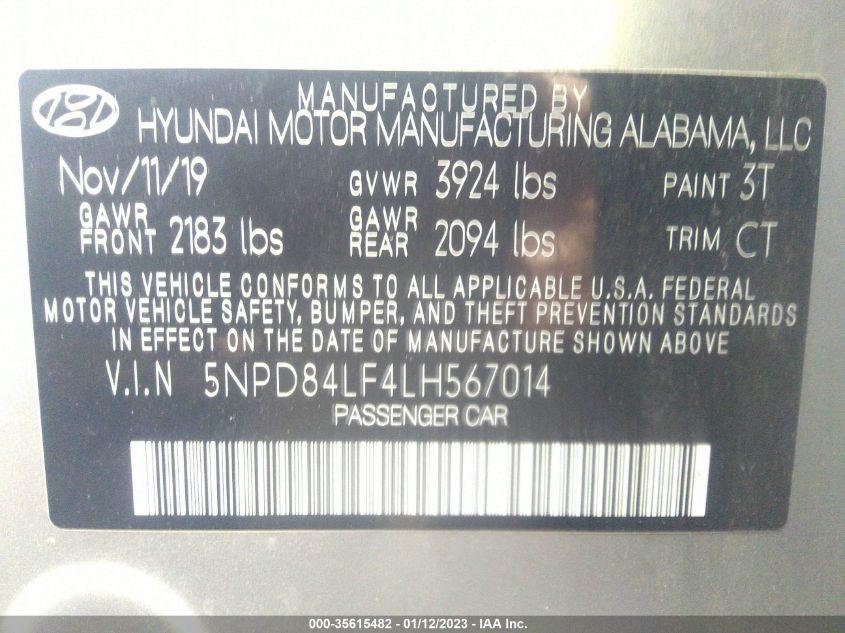 MANUFACTURED BY
HYUNDAI MOTOR MANUFACTURING ALABAMA, LLC
Nov/11/19 GVWR 3924 lbs PAINT 3T
GAWR FRONT 2183 lbs GAWR REAR 2094 lbs TRIM CT
THIS VEHICLE CONFORMS TO ALL APPLICABLE U.S.A. FEDERAL
MOTOR VEHICLE SAFETY, BUMPER, AND THEFT PREVENTION STANDARDS
IN EFFECT ON THE DATE OF MANUFACTURE SHOWN ABOVE
V.I.N 5NPD84LF4LH567014
PASSENGER CAR
000-35615482 - 01/12/2023 - IAA Inc.